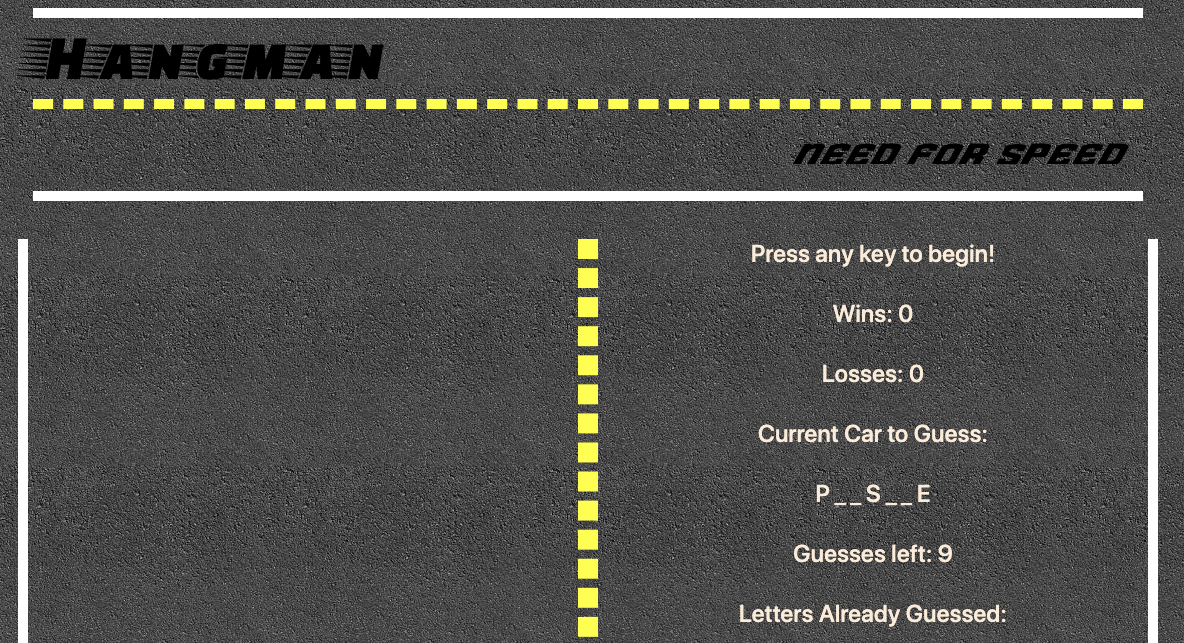 Hangman
NEED FOR SPEED
Press any key to begin!
Wins: 0
Losses: 0
Current Car to Guess:
P _ _ S _ _ E
Guesses left: 9
Letters Already Guessed: